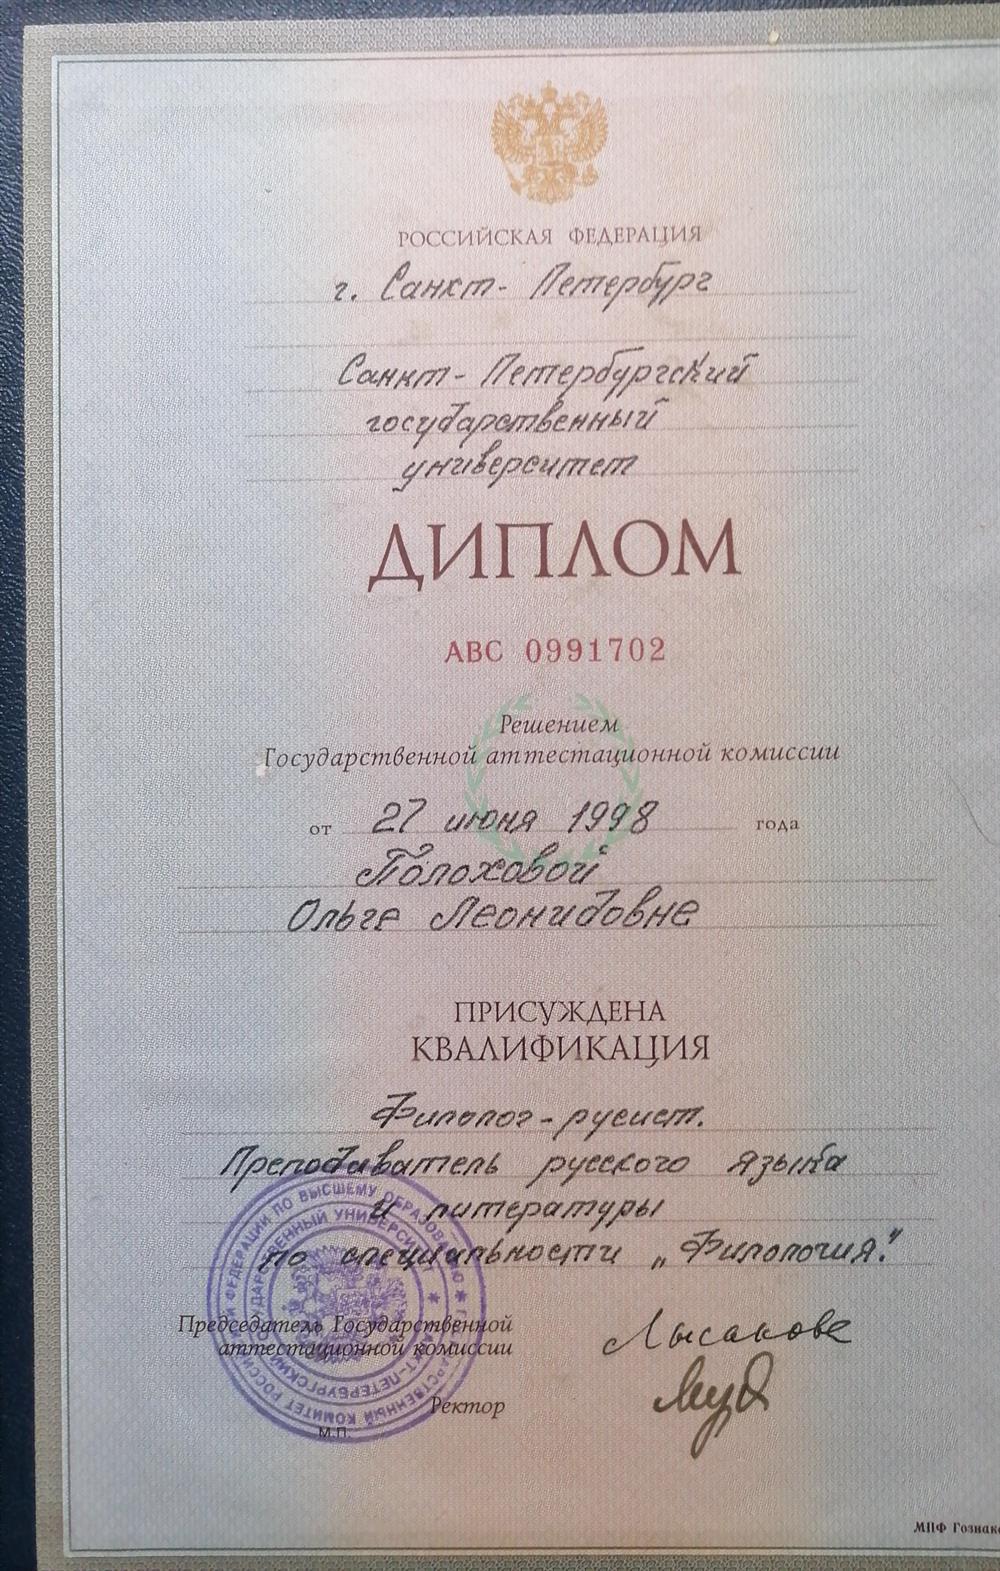 РОССИЙСКАЯ ФЕДЕРАЦИЯ
г. Санкт-Петербург
Санкт-Петербургский
государственный
университет
ДИПЛОМ
АВС 0991702
Решением
Государственной аттестационной комиссии
от 27 июня 1998 года
Полоховой
Ольге Леонидовне
ПРИСУЖДЕНА
КВАЛИФИКАЦИЯ
Филолог-русист.
Преподаватель русского языка
и литературы
по специальности „Филология."
Председатель Государственной
аттестационной комиссии
Ректор
М.П.
МПФ Гознака